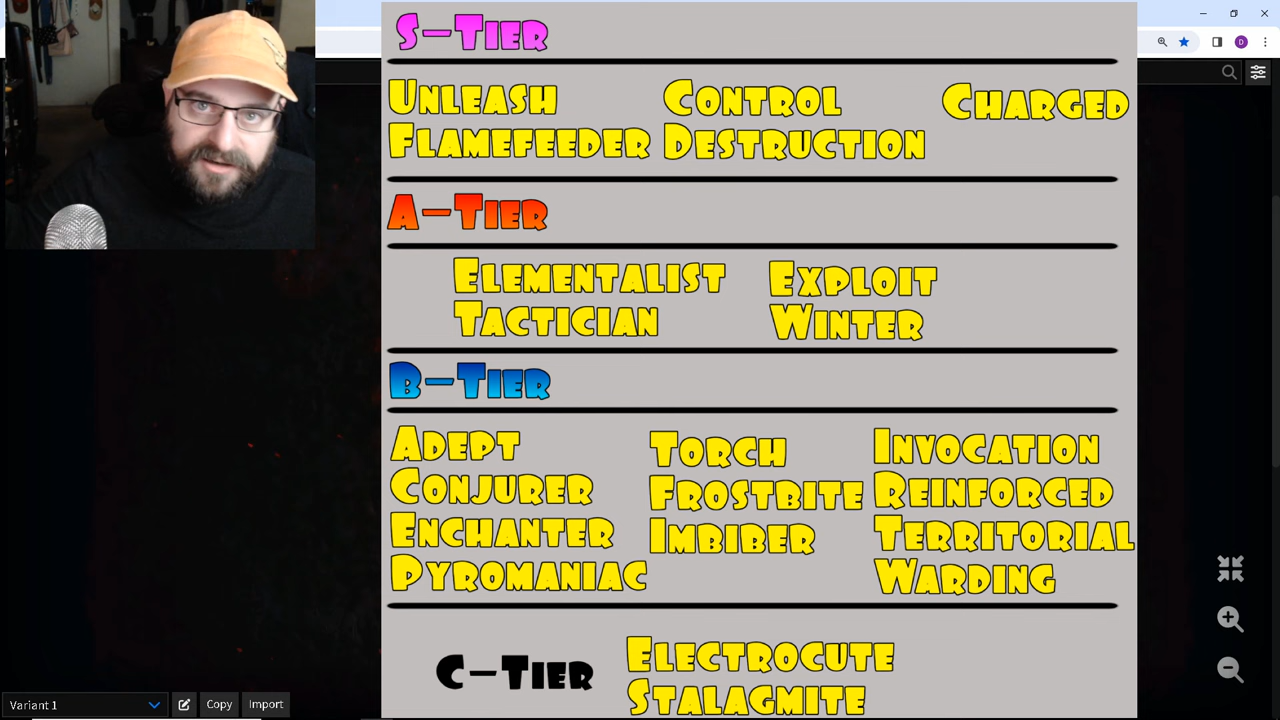 S-Tier
Unleash Control Charged
Flamefeeder Destruction
A-Tier
Elementalist Exploit
Tactician Winter
B-Tier
Adept Torch Invocation
Conjurer Frostbite Reinforced
Enchanter Imbiber Territorial
Pyromaniac Warding
C-Tier Electrocute
Stalagmite
Variant 1 Copy Import
D